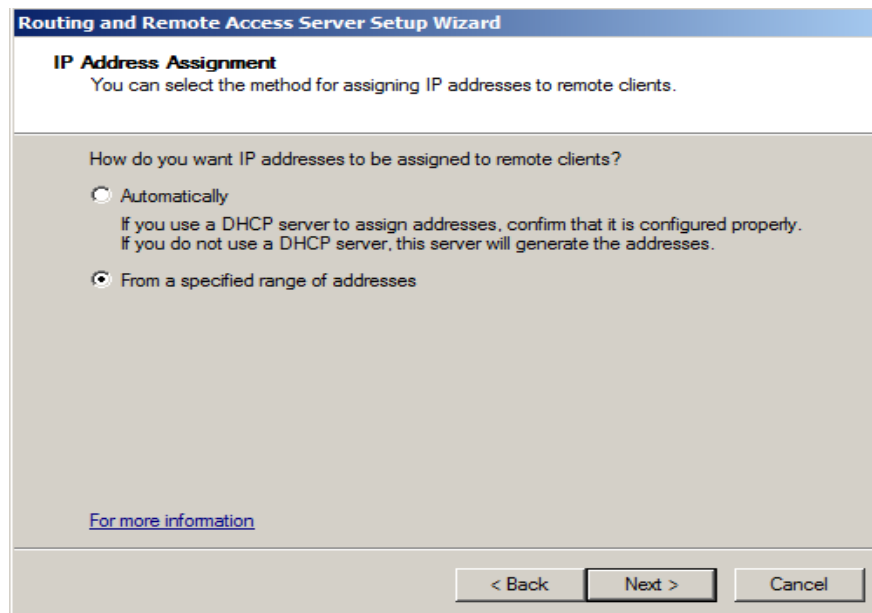 Routing and Remote Access Server Setup Wizard
IP Address Assignment
You can select the method for assigning IP addresses to remote clients.
How do you want IP addresses to be assigned to remote clients?
Automatically
If you use a DHCP server to assign addresses, confirm that it is configured properly.
If you do not use a DHCP server, this server will generate the addresses.
From a specified range of addresses
For more information
< Back
Next >
Cancel